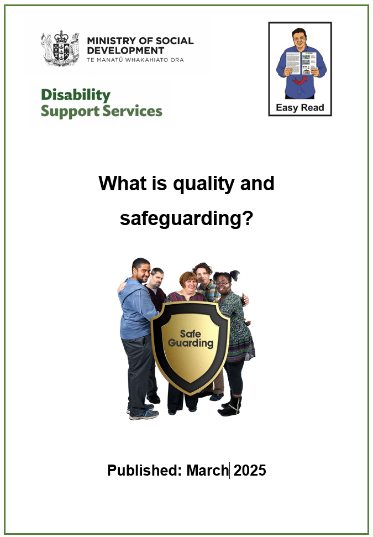 MINISTRY OF SOCIAL
DEVELOPMENT
TE MANATŪ WHAKAHIATO ORA
Disability
Support Services
Easy Read
What is quality and
safeguarding?
Safe
Guarding
Published: March 2025